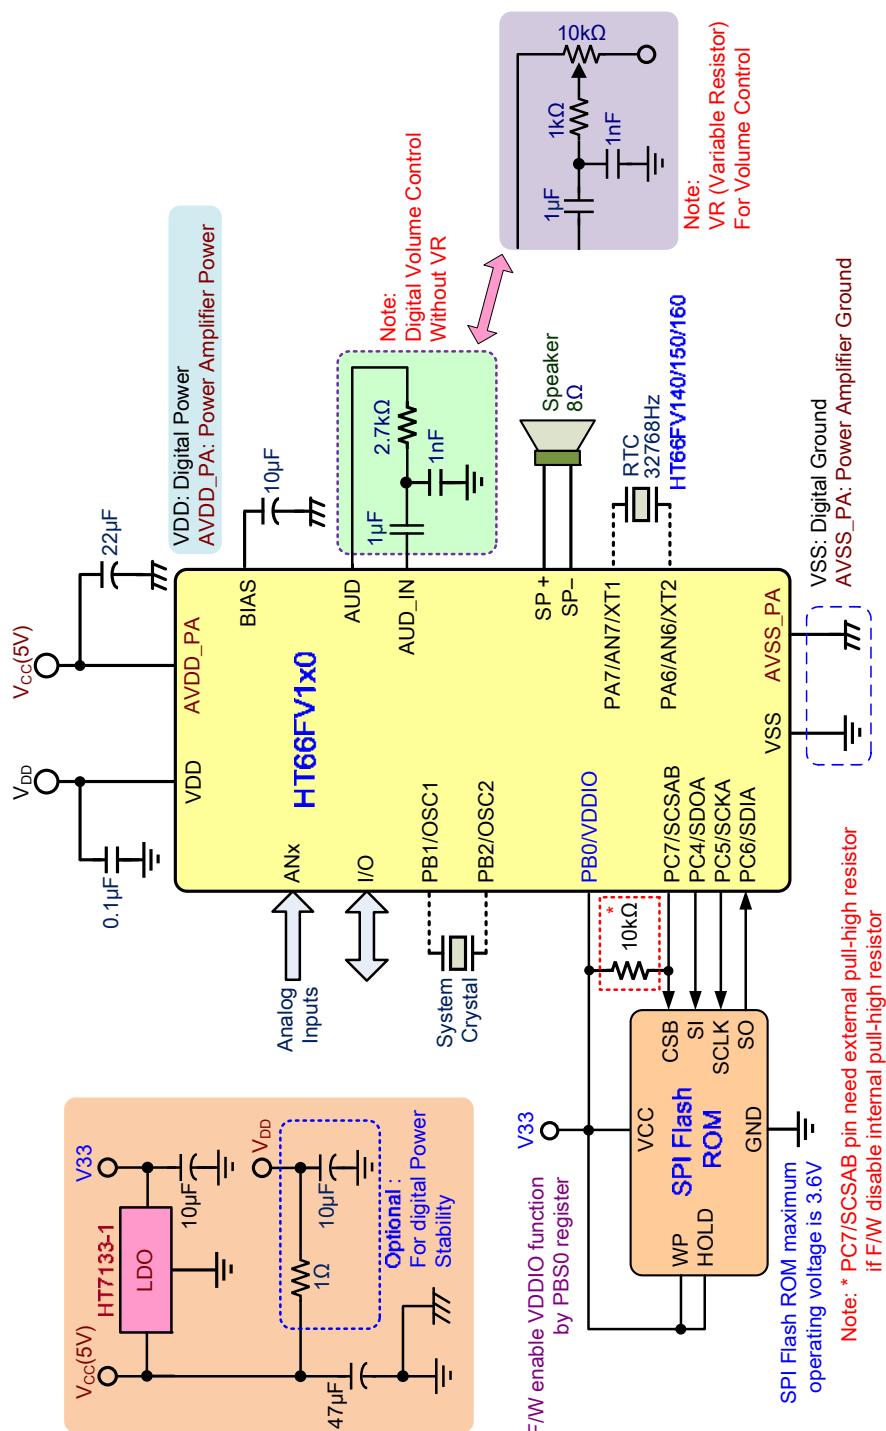 HT7133-1
LDO
V33
VCC(5V)
10µF
VDD
10µF
1Ω
47µF
Optional :
For digital Power
Stability
VDD
VCC(5V)
0.1µF
22µF
VDD: Digital Power
AVDD_PA: Power Amplifier Power
VDD
AVDD_PA
BIAS
10µF
HT66FV1x0
Analog
Inputs
ANx
I/O
System
Crystal
PB1/OSC1
PB2/OSC2
AUD
AUD_IN
2.7kΩ
1µF
1nF
Note:
Digital Volume Control
Without VR
10kΩ
1kΩ
1µF
1nF
Note:
VR (Variable Resistor)
For Volume Control
SP+
SP−
Speaker
8Ω
PA7/AN7/XT1
PA6/AN6/XT2
RTC
32768Hz
HT66FV140/150/160
PB0/VDDIO
PC7/SCSAB
PC4/SDOA
PC5/SCKA
PC6/SDIA
*
10kΩ
V33
F/W enable VDDIO function
by PBS0 register
VCC
CSB
SI
SCLK
SO
SPI Flash
ROM
WP
HOLD
GND
SPI Flash ROM maximum
operating voltage is 3.6V
VSS
AVSS_PA
VSS: Digital Ground
AVSS_PA: Power Amplifier Ground
Note: * PC7/SCSAB pin need external pull-high resistor
if F/W disable internal pull-high resistor